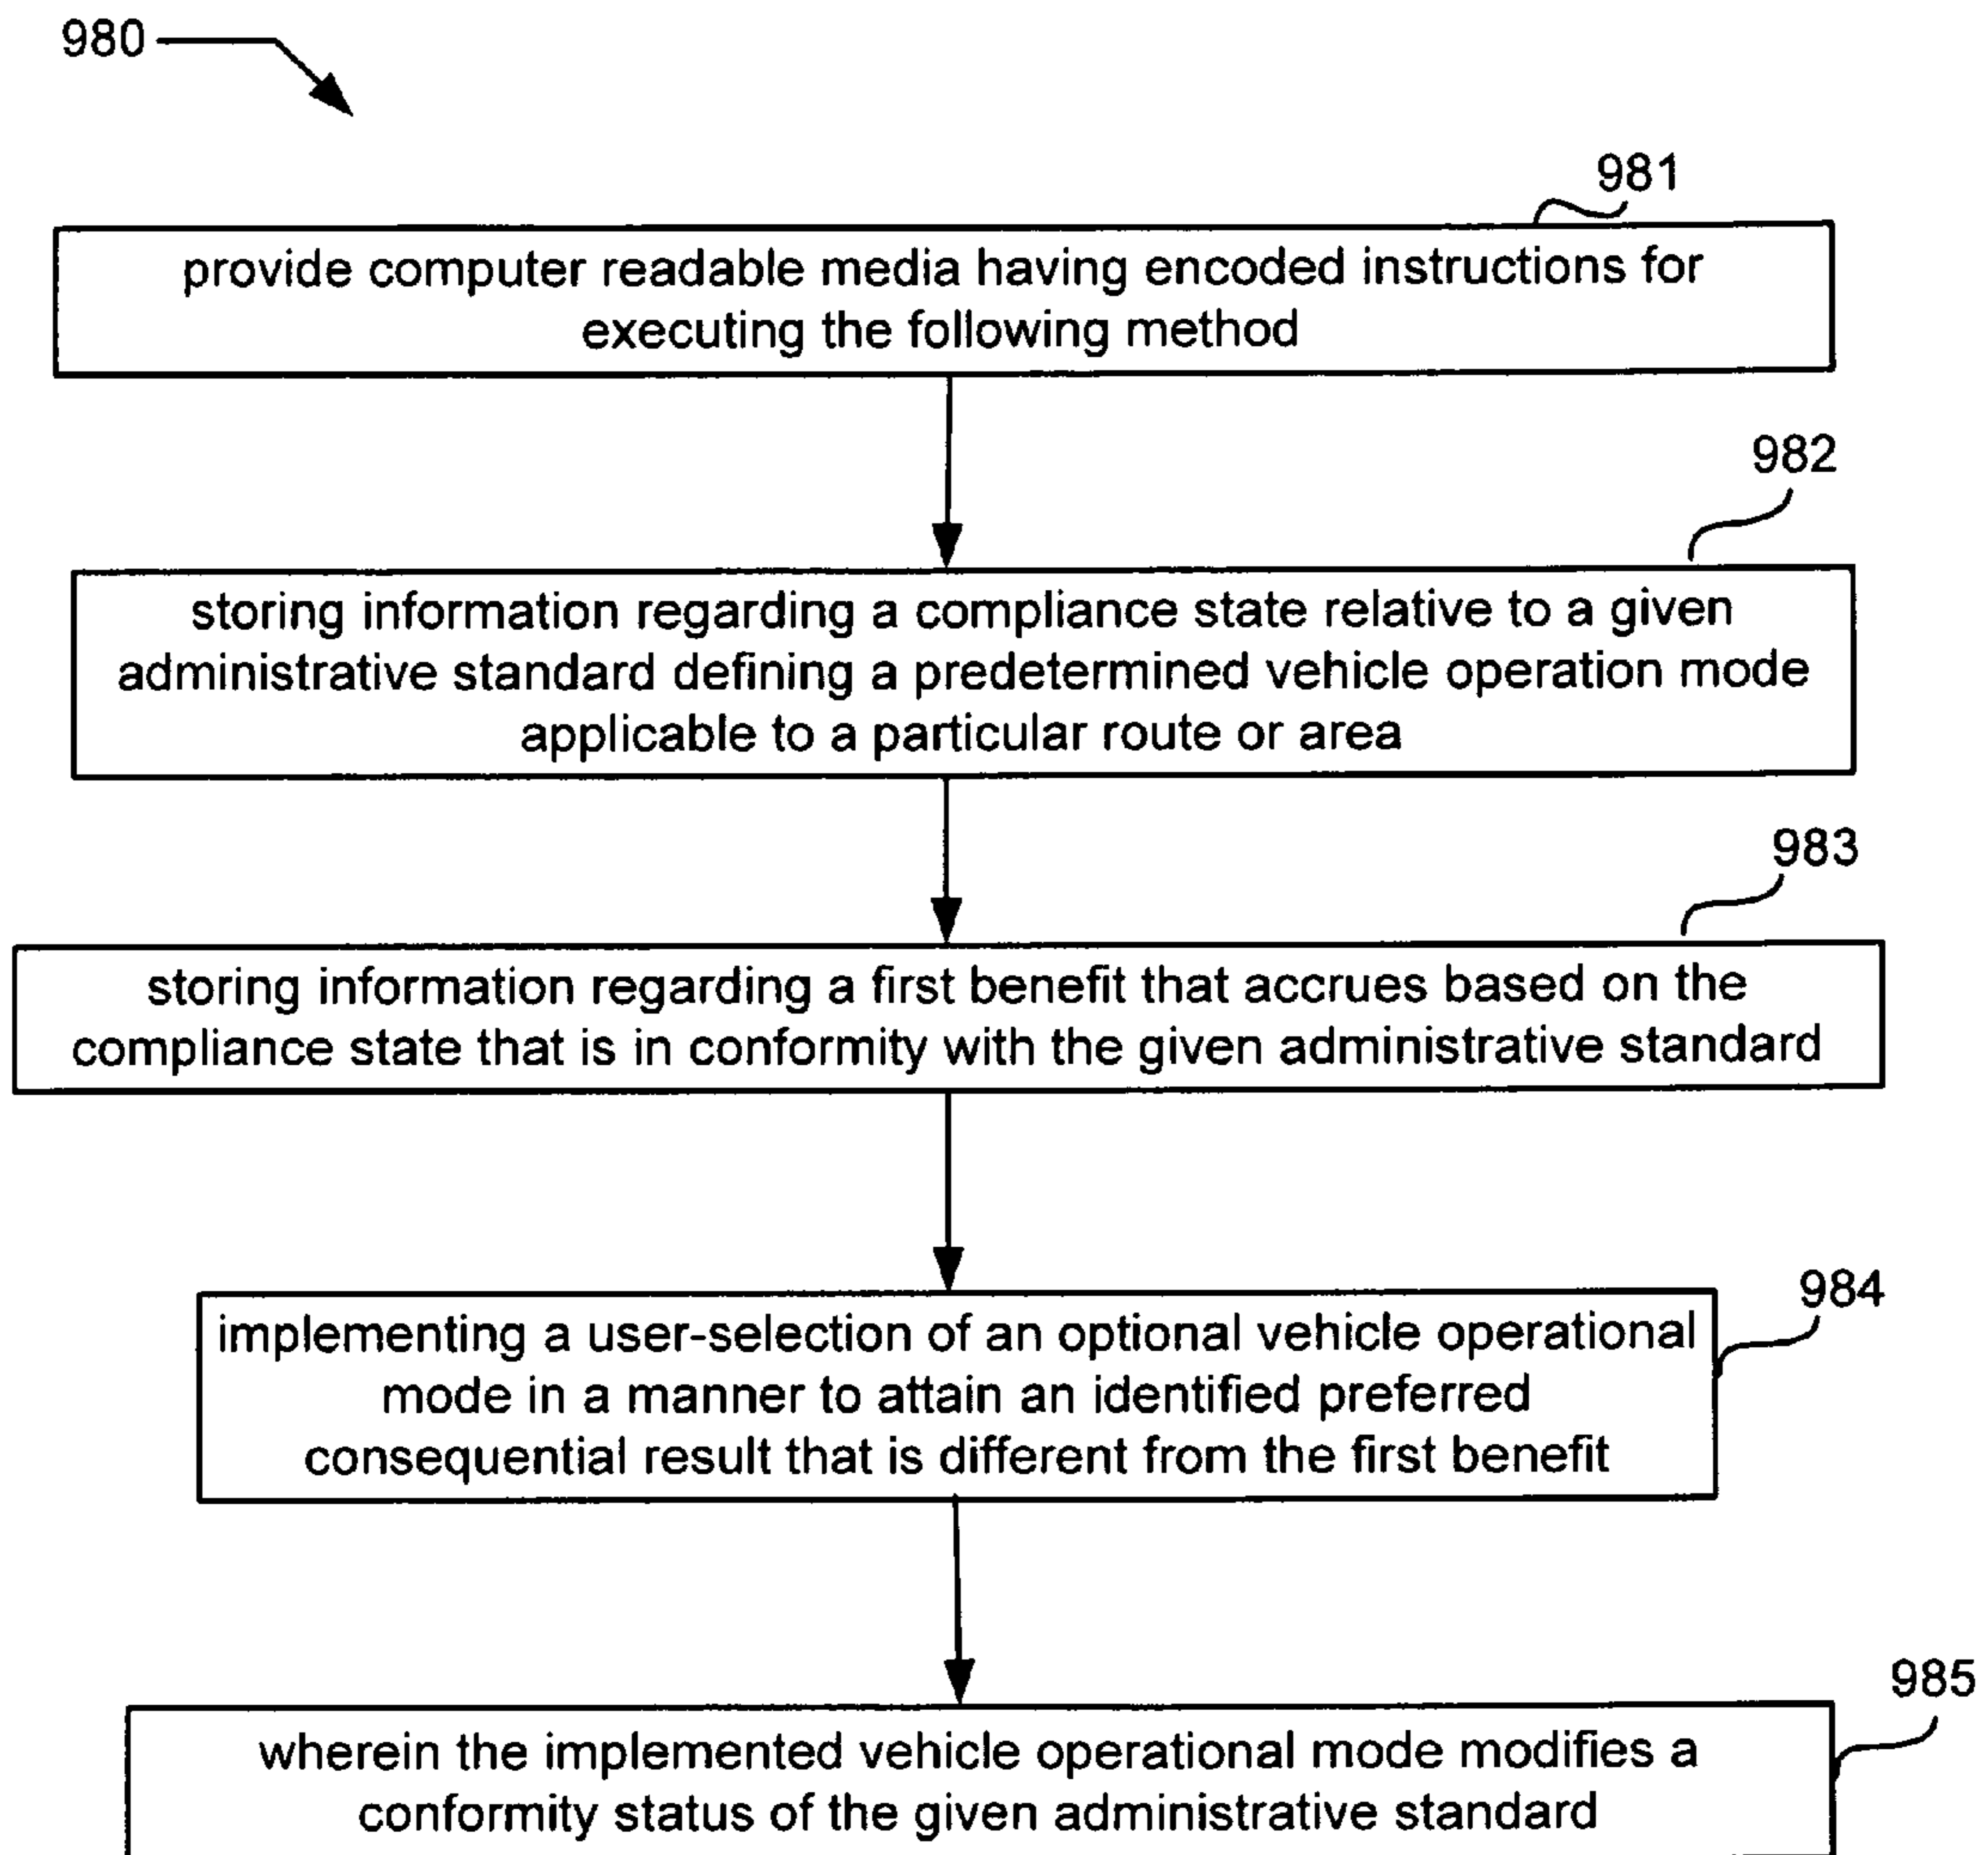 980
981
provide computer readable media having encoded instructions for
executing the following method
982
storing information regarding a compliance state relative to a given
administrative standard defining a predetermined vehicle operation mode
applicable to a particular route or area
983
storing information regarding a first benefit that accrues based on the
compliance state that is in conformity with the given administrative standard
984
implementing a user-selection of an optional vehicle operational
mode in a manner to attain an identified preferred
consequential result that is different from the first benefit
985
wherein the implemented vehicle operational mode modifies a
conformity status of the given administrative standard